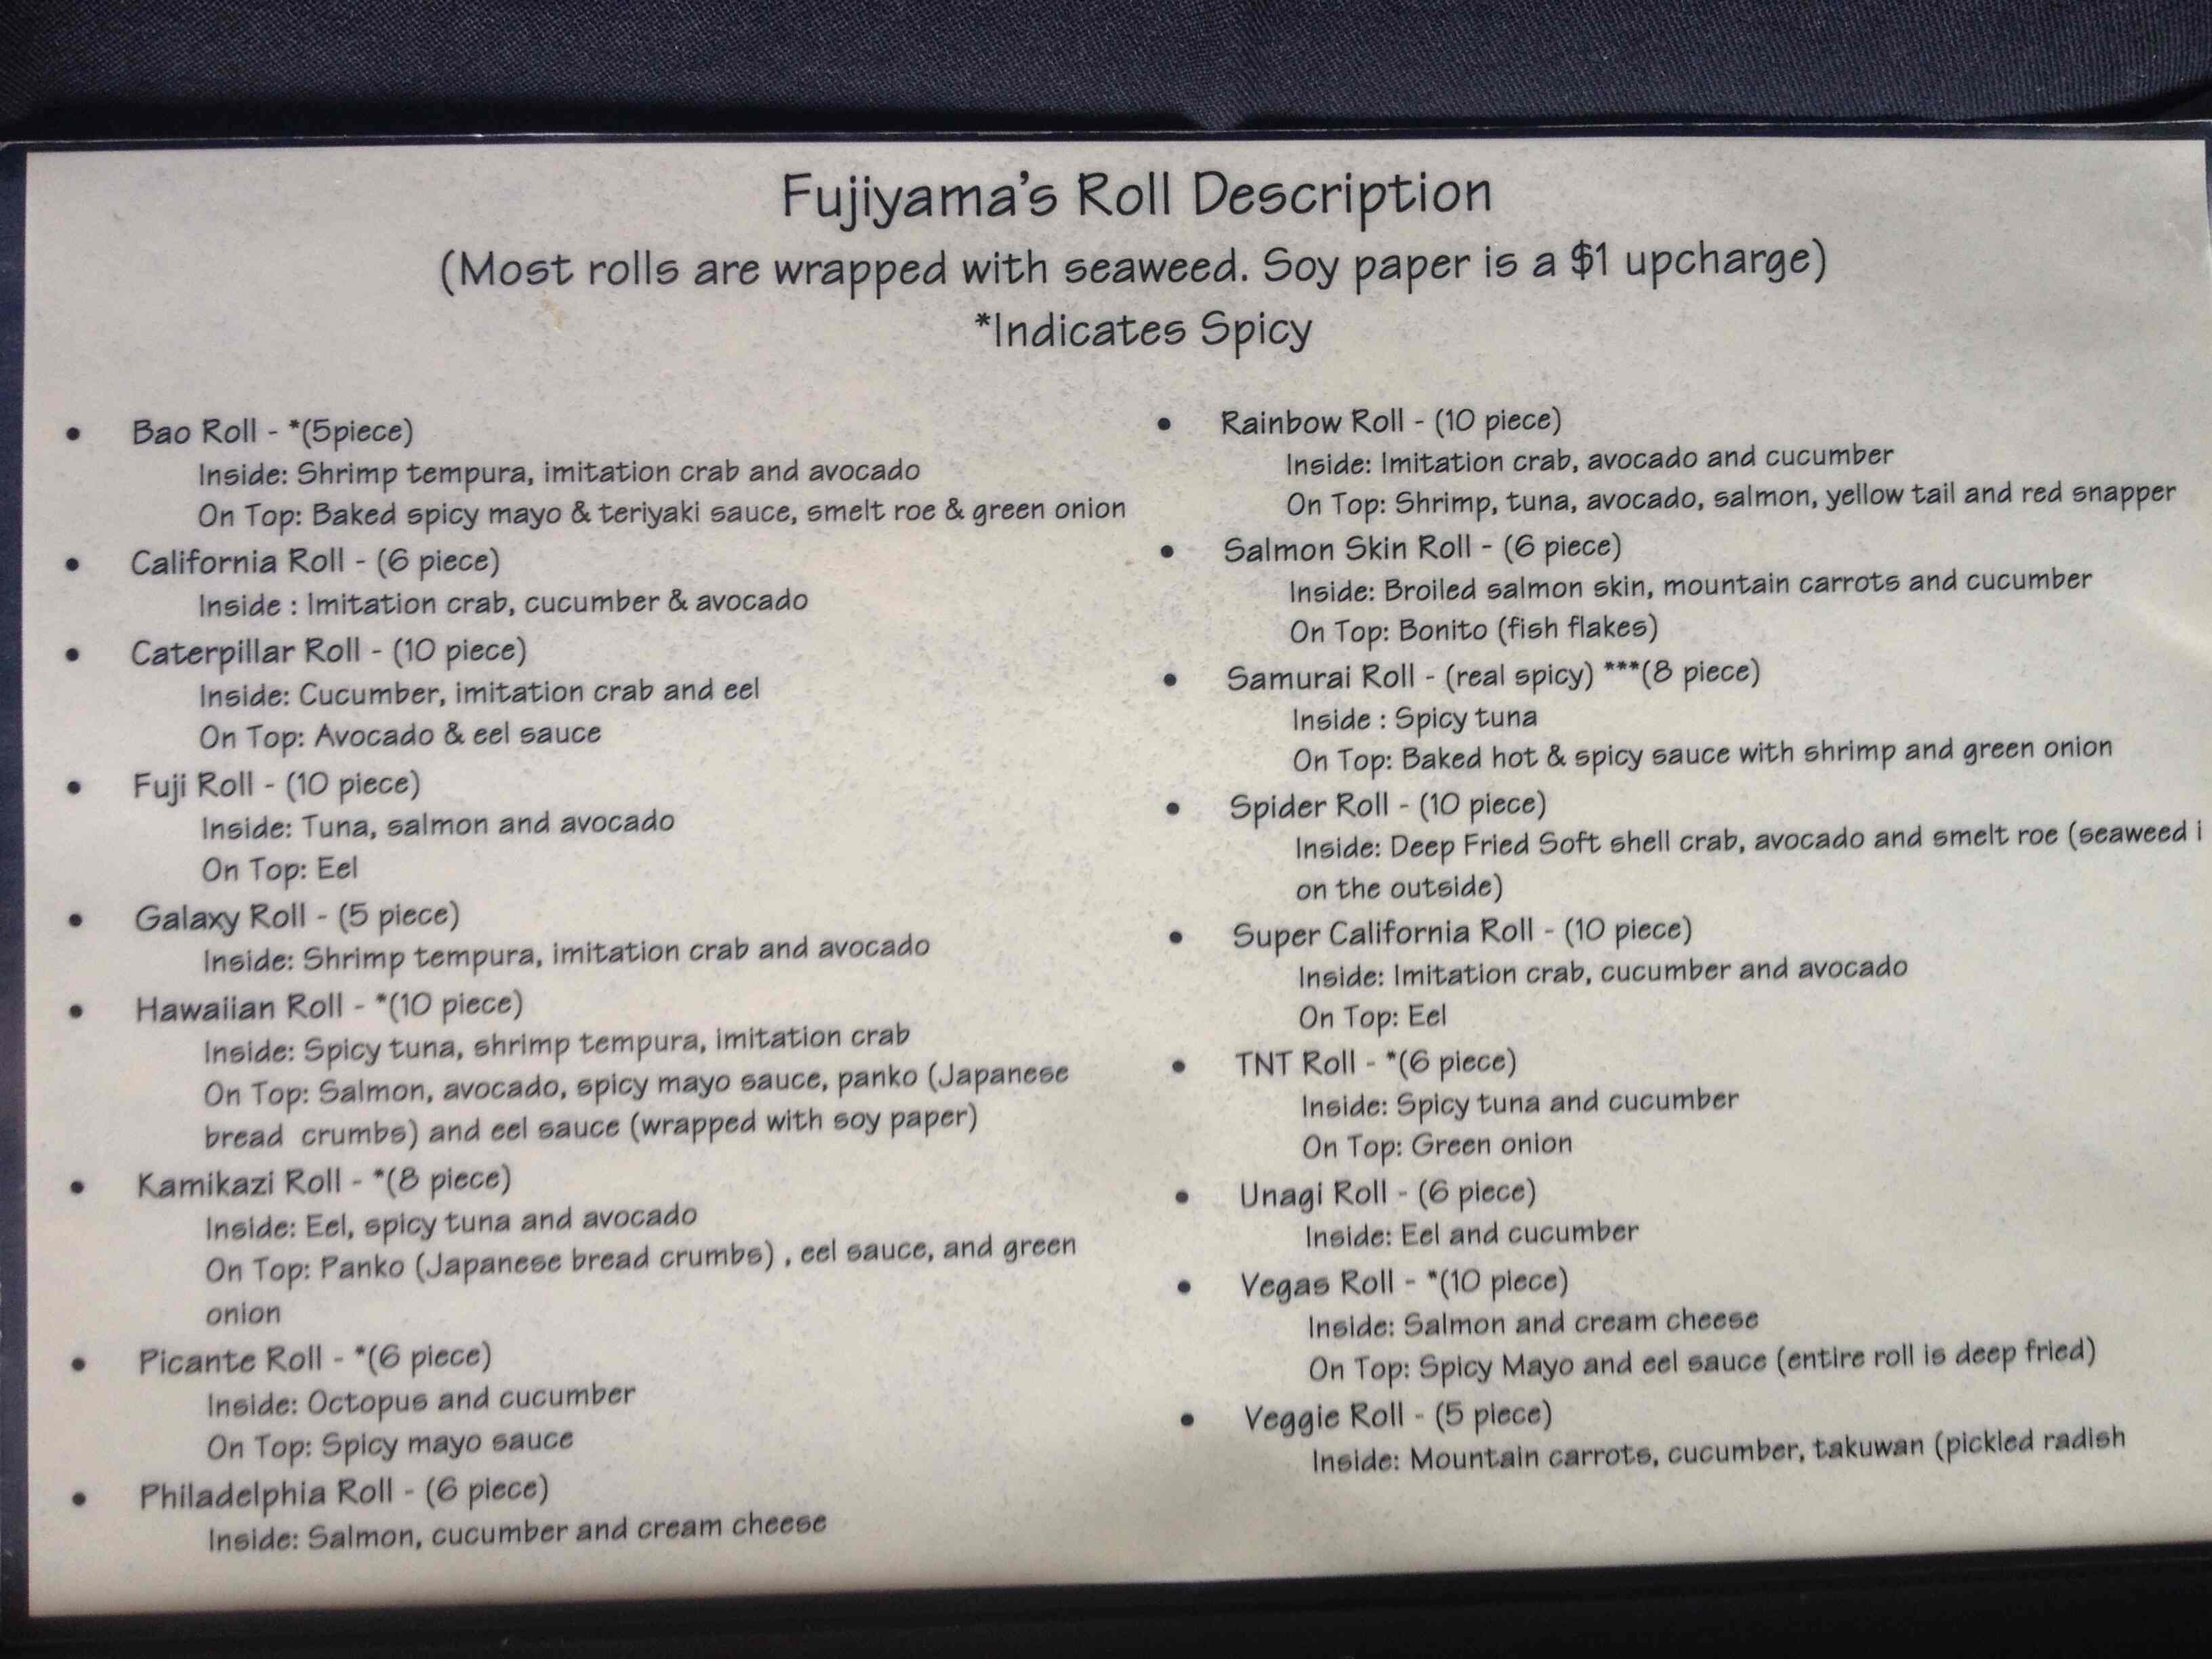 Fujiyama's Roll Description
(Most rolls are wrapped with seaweed. Soy paper is a $1 upcharge)
*Indicates Spicy
• Bao Roll - *(5piece)
Inside: Shrimp tempura, imitation crab and avocado
On Top: Baked spicy mayo & teriyaki sauce, smelt roe & green onion
• California Roll - (6 piece)
Inside : Imitation crab, cucumber & avocado
• Caterpillar Roll - (10 piece)
Inside: Cucumber, imitation crab and eel
On Top: Avocado & eel sauce
• Fuji Roll - (10 piece)
Inside: Tuna, salmon and avocado
On Top: Eel
• Galaxy Roll - (5 piece)
Inside: Shrimp tempura, imitation crab and avocado
• Hawaiian Roll - *(10 piece)
Inside: Spicy tuna, shrimp tempura, imitation crab
On Top: Salmon, avocado, spicy mayo sauce, panko (Japanese
bread crumbs) and eel sauce (wrapped with soy paper)
• Kamikazi Roll - *(8 piece)
Inside: Eel, spicy tuna and avocado
On Top: Panko (Japanese bread crumbs) , eel sauce, and green
onion
• Picante Roll - *(6 piece)
Inside: Octopus and cucumber
On Top: Spicy mayo sauce
• Philadelphia Roll - (6 piece)
Inside: Salmon, cucumber and cream cheese
• Rainbow Roll - (10 piece)
Inside: Imitation crab, avocado and cucumber
On Top: Shrimp, tuna, avocado, salmon, yellow tail and red snapper
• Salmon Skin Roll - (6 piece)
Inside: Broiled salmon skin, mountain carrots and cucumber
On Top: Bonito (fish flakes)
• Samurai Roll - (real spicy) ***(8 piece)
Inside : Spicy tuna
On Top: Baked hot & spicy sauce with shrimp and green onion
• Spider Roll - (10 piece)
Inside: Deep Fried Soft shell crab, avocado and smelt roe (seaweed i
on the outside)
• Super California Roll - (10 piece)
Inside: Imitation crab, cucumber and avocado
On Top: Eel
• TNT Roll - *(6 piece)
Inside: Spicy tuna and cucumber
On Top: Green onion
• Unagi Roll - (6 piece)
Inside: Eel and cucumber
• Vegas Roll - *(10 piece)
Inside: Salmon and cream cheese
On Top: Spicy Mayo and eel sauce (entire roll is deep fried)
• Veggie Roll - (5 piece)
Inside: Mountain carrots, cucumber, takuwan (pickled radish